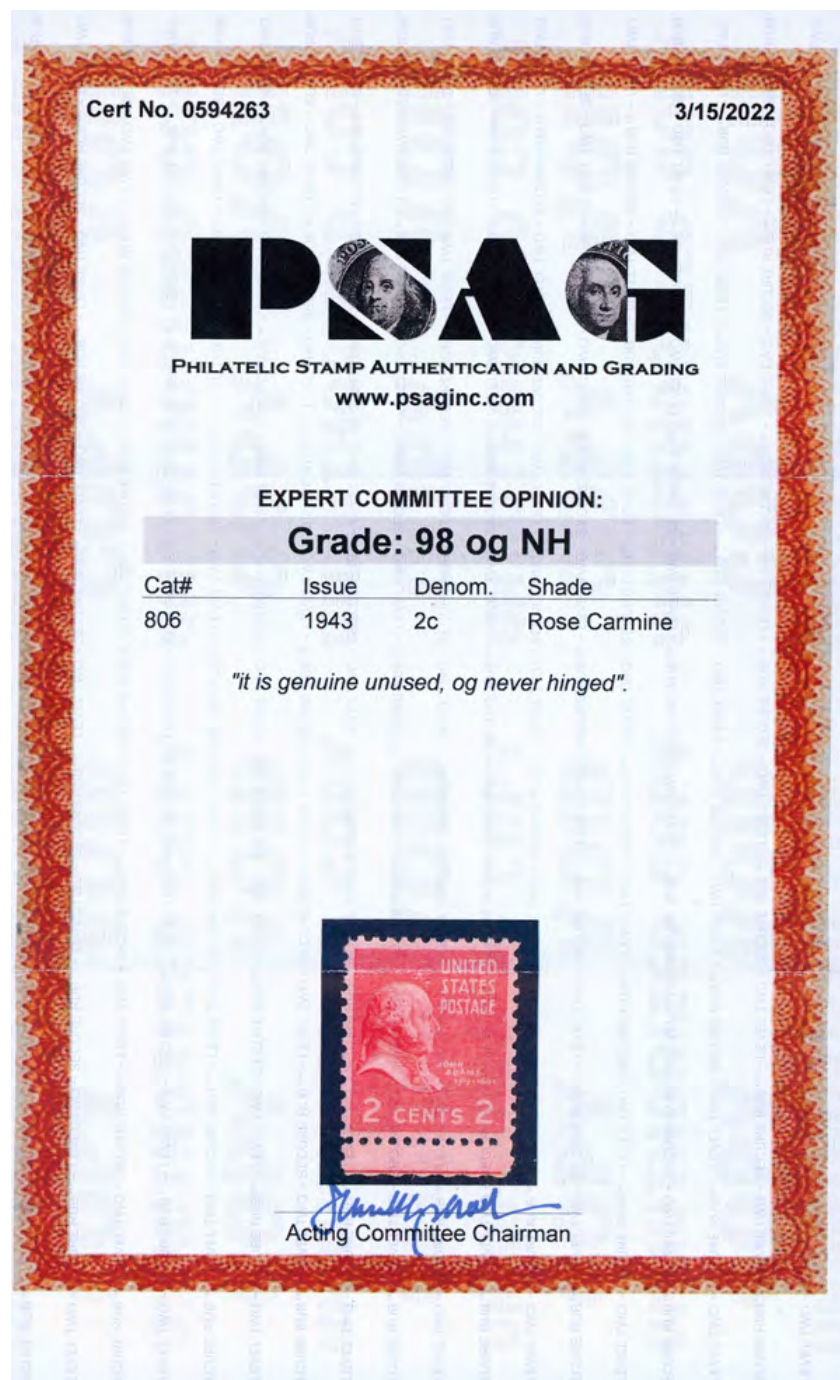 Cert No. 0594263 3/15/2022
PSAG
PHILATELIC STAMP AUTHENTICATION AND GRADING
www.psaginc.com
EXPERT COMMITTEE OPINION:
Grade: 98 og NH
Cat# Issue Denom. Shade
806 1943 2c Rose Carmine
"it is genuine unused, og never hinged".
UNITED
STATES
POSTAGE
JOHN
ADAMS
2 CENTS 2
Acting Committee Chairman